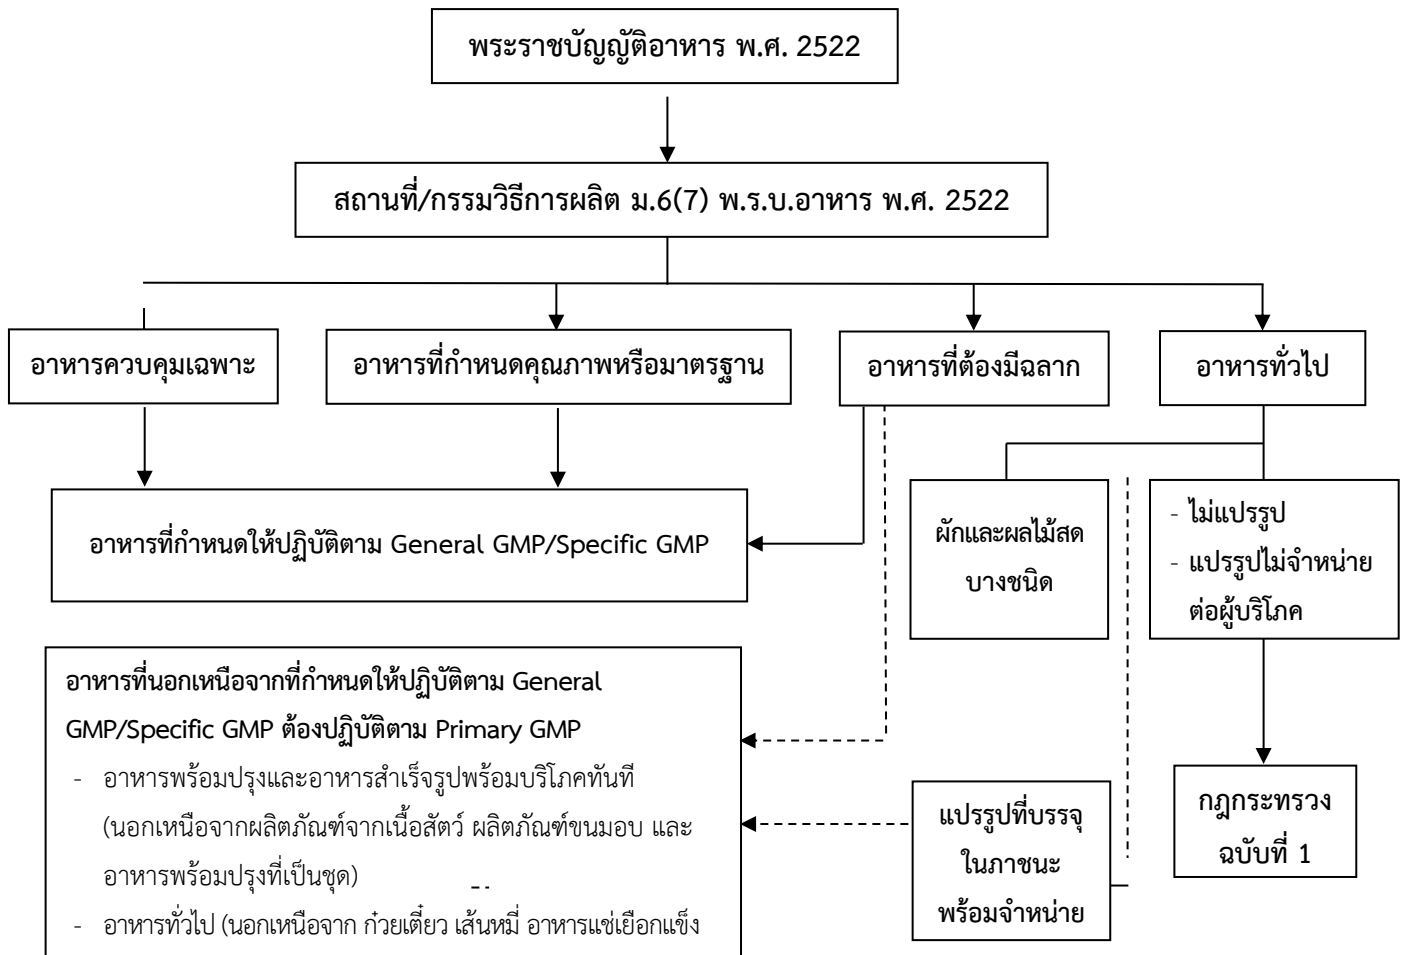 พระราชบัญญัติอาหาร พ.ศ. 2522
สถานที่/กรรมวิธีการผลิต ม.6(7) พ.ร.บ.อาหาร พ.ศ. 2522
อาหารควบคุมเฉพาะ
อาหารที่กำหนดคุณภาพหรือมาตรฐาน
อาหารที่ต้องมีฉลาก
อาหารทั่วไป
อาหารที่กำหนดให้ปฏิบัติตาม General GMP/Specific GMP
ผักและผลไม้สด
บางชนิด
- ไม่แปรรูป
- แปรรูปไม่จำหน่าย
ต่อผู้บริโภค
อาหารที่นอกเหนือจากที่กำหนดให้ปฏิบัติตาม General
GMP/Specific GMP ต้องปฏิบัติตาม Primary GMP
- อาหารพร้อมปรุงและอาหารสำเร็จรูปพร้อมบริโภคทันที
(นอกเหนือจากผลิตภัณฑ์จากเนื้อสัตว์ ผลิตภัณฑ์ขนมอบ และ
อาหารพร้อมปรุงที่เป็นชุด)
- อาหารทั่วไป (นอกเหนือจาก ก๋วยเตี๋ยว เส้นหมี่ อาหารแช่เยือกแข็ง
แปรรูปที่บรรจุ
ในภาชนะ
พร้อมจำหน่าย
กฎกระทรวง
ฉบับที่ 1